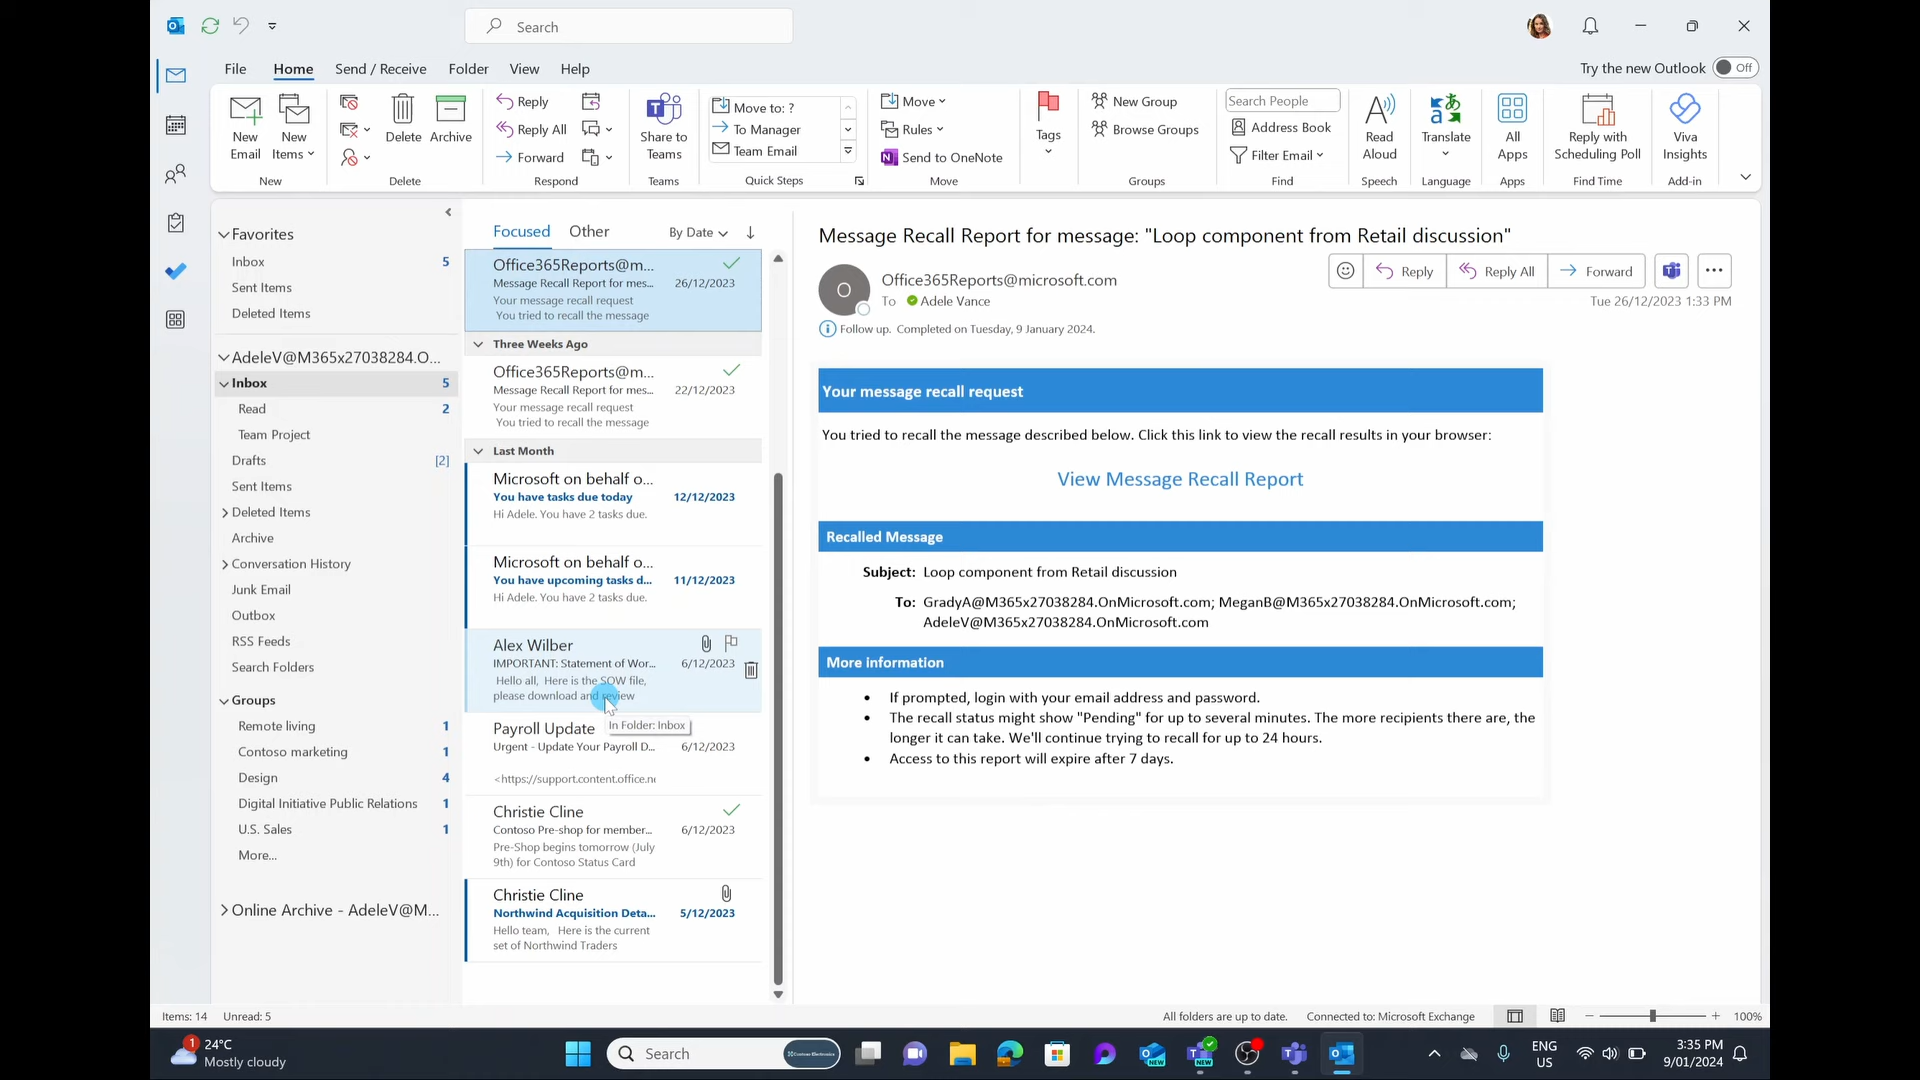 Search
File
Home
Send / Receive
Folder
View
Help
Try the new Outlook
Off
New
Email
New
Items
New
Delete
Archive
Delete
Reply
Reply All
Forward
Respond
Share to
Teams
Teams
Move to: ?
To Manager
Team Email
Quick Steps
Move
Rules
Send to OneNote
Move
Tags
New Group
Browse Groups
Groups
Search People
Address Book
Filter Email
Find
Read
Aloud
Speech
Translate
Language
All
Apps
Apps
Reply with
Scheduling Poll
Find Time
Viva
Insights
Add-in
Favorites
Inbox 5
Sent Items
Deleted Items
AdeleV@M365x27038284.O...
Inbox 5
Read 2
Team Project
Drafts [2]
Sent Items
Deleted Items
Archive
Conversation History
Junk Email
Outbox
RSS Feeds
Search Folders
Groups
Remote living 1
Contoso marketing 1
Design 4
Digital Initiative Public Relations 1
U.S. Sales 1
More...
Online Archive - AdeleV@M...
Focused Other By Date
Office365Reports@m...
Message Recall Report for mes... 26/12/2023
Your message recall request
You tried to recall the message
Three Weeks Ago
Office365Reports@m...
Message Recall Report for mes... 22/12/2023
Your message recall request
You tried to recall the message
Last Month
Microsoft on behalf o...
You have tasks due today 12/12/2023
Hi Adele. You have 2 tasks due.
Microsoft on behalf o...
You have upcoming tasks d... 11/12/2023
Hi Adele. You have 2 tasks due.
Alex Wilber
IMPORTANT: Statement of Wor... 6/12/2023
Hello all, Here is the SOW file,
please download and review
In Folder: Inbox
Payroll Update
Urgent - Update Your Payroll D... 6/12/2023
<https://support.content.office.ne
Christie Cline
Contoso Pre-shop for member... 6/12/2023
Pre-Shop begins tomorrow (July
9th) for Contoso Status Card
Christie Cline
Northwind Acquisition Deta... 5/12/2023
Hello team, Here is the current
set of Northwind Traders
Message Recall Report for message: "Loop component from Retail discussion"
O
Office365Reports@microsoft.com
To Adele Vance
Reply
Reply All
Forward
Tue 26/12/2023 1:33 PM
Follow up. Completed on Tuesday, 9 January 2024.
Your message recall request
You tried to recall the message described below. Click this link to view the recall results in your browser:
View Message Recall Report
Recalled Message
Subject: Loop component from Retail discussion
To: GradyA@M365x27038284.OnMicrosoft.com; MeganB@M365x27038284.OnMicrosoft.com;
AdeleV@M365x27038284.OnMicrosoft.com
More information
• If prompted, login with your email address and password.
• The recall status might show "Pending" for up to several minutes. The more recipients there are, the
longer it can take. We'll continue trying to recall for up to 24 hours.
• Access to this report will expire after 7 days.
Items: 14 Unread: 5
All folders are up to date. Connected to: Microsoft Exchange
100%
1
24°C
Mostly cloudy
Search
Contoso Electronics
NEW
NEW
ENG
US
3:35 PM
9/01/2024